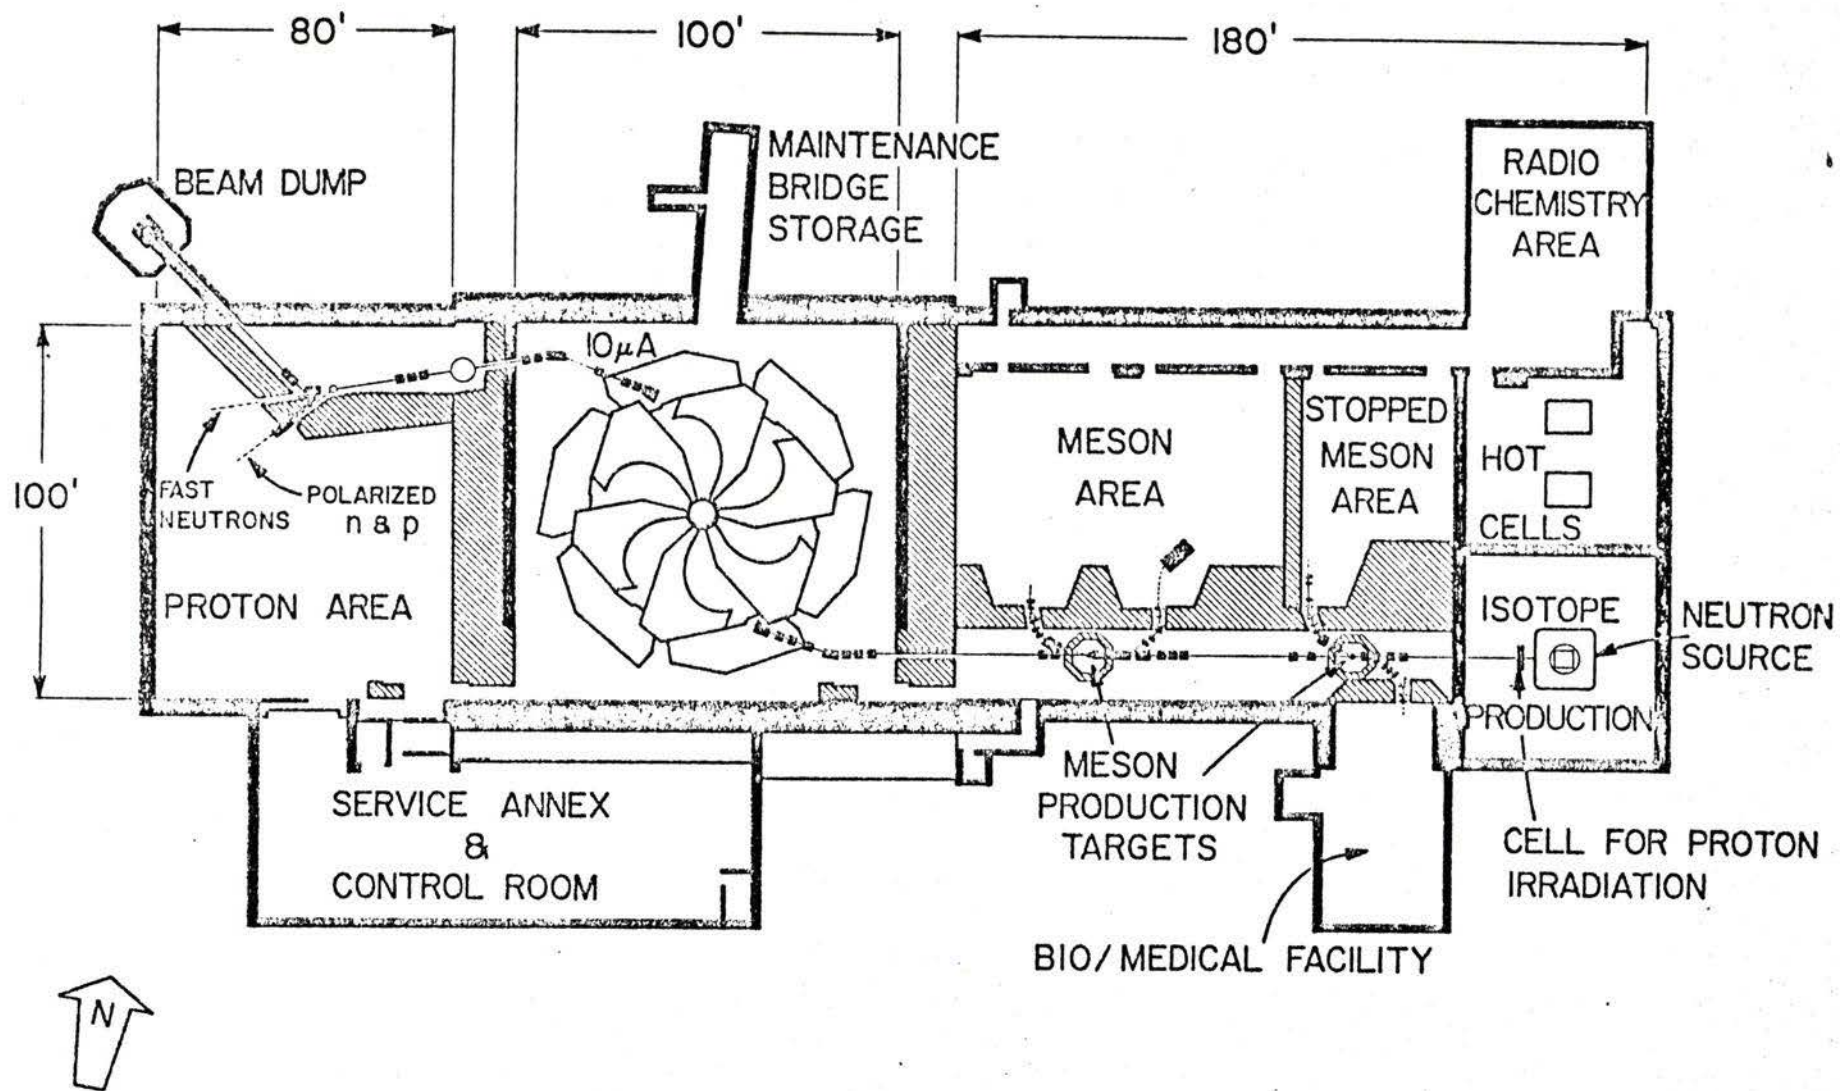 80'
100'
180'
BEAM DUMP
MAINTENANCE
BRIDGE
STORAGE
RADIO
CHEMISTRY
AREA
10μA
100'
FAST
NEUTRONS
POLARIZED
n & p
PROTON AREA
MESON
AREA
STOPPED
MESON
AREA
HOT
CELLS
ISOTOPE
PRODUCTION
NEUTRON
SOURCE
SERVICE ANNEX
&
CONTROL ROOM
MESON
PRODUCTION
TARGETS
CELL FOR PROTON
IRRADIATION
BIO/MEDICAL FACILITY
N